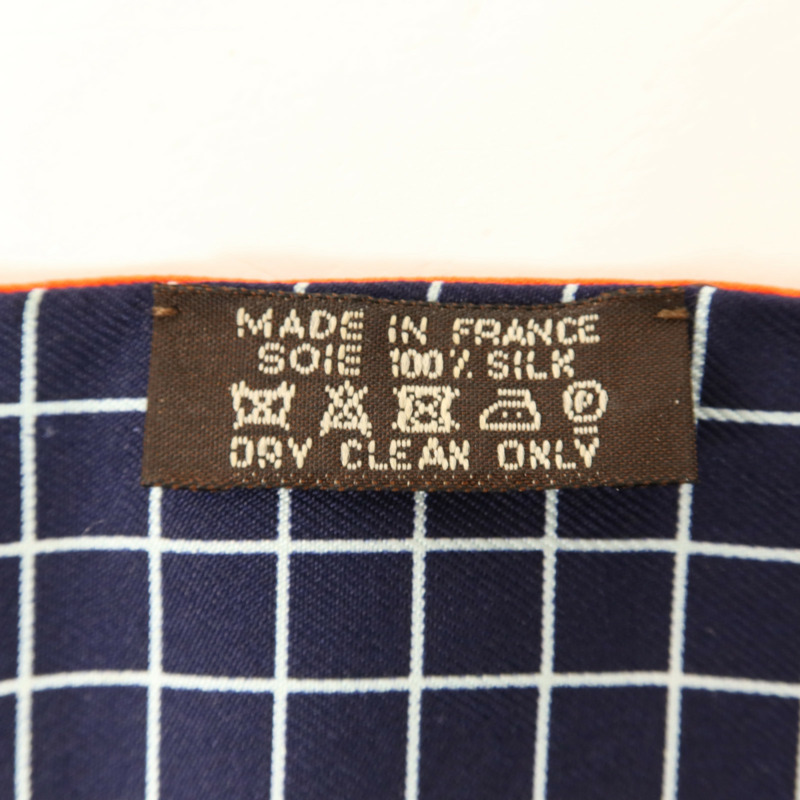 MADE IN FRANCE
SOIE 100% SILK
P
DRY CLEAN ONLY